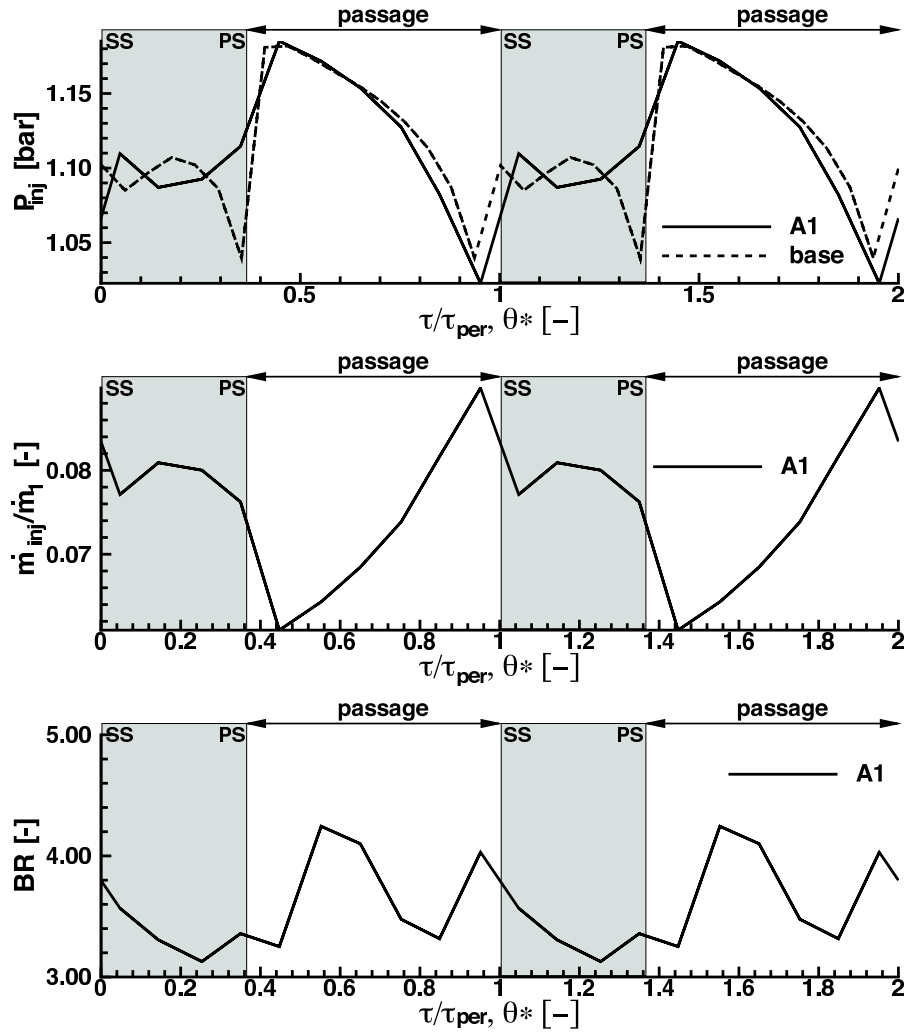 passage passage
SS PS SS PS
1.15
1.10
1.05
P_inj [bar]
A1
base
0 0.5 1 1.5 2
τ/τ_per, θ* [−]
passage passage
SS PS SS PS
0.08
0.07
ṁ_inj/ṁ_1 [-]
A1
0 0.2 0.4 0.6 0.8 1 1.2 1.4 1.6 1.8 2
τ/τ_per, θ* [−]
passage passage
5.00
SS PS SS PS
4.00
3.00
BR [-]
A1
0 0.2 0.4 0.6 0.8 1 1.2 1.4 1.6 1.8 2
τ/τ_per, θ* [−]